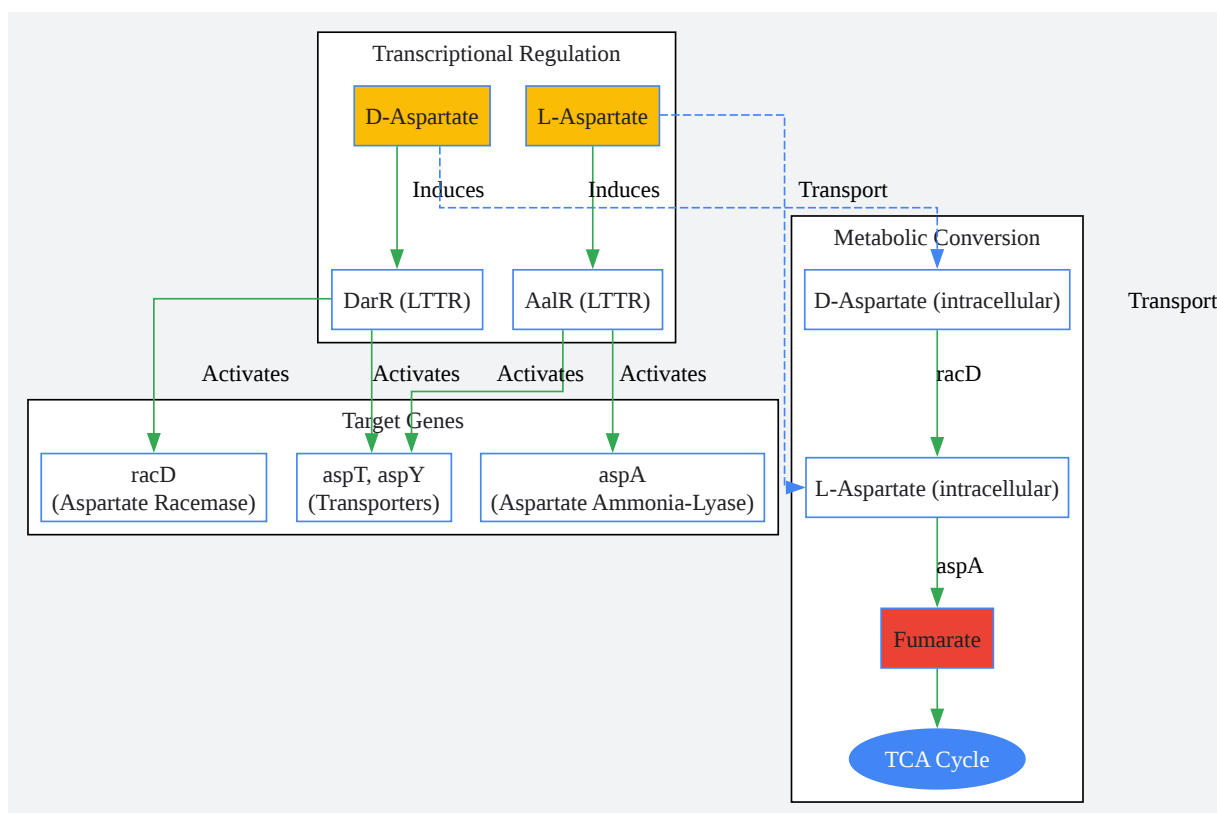 Transcriptional Regulation
D-Aspartate
L-Aspartate
Induces
Induces
Transport
Metabolic Conversion
DarR (LTTR)
AalR (LTTR)
D-Aspartate (intracellular)
Transport
Activates
Activates
Activates
Activates
racD
Target Genes
racD
(Aspartate Racemase)
aspT, aspY
(Transporters)
aspA
(Aspartate Ammonia-Lyase)
L-Aspartate (intracellular)
aspA
Fumarate
TCA Cycle